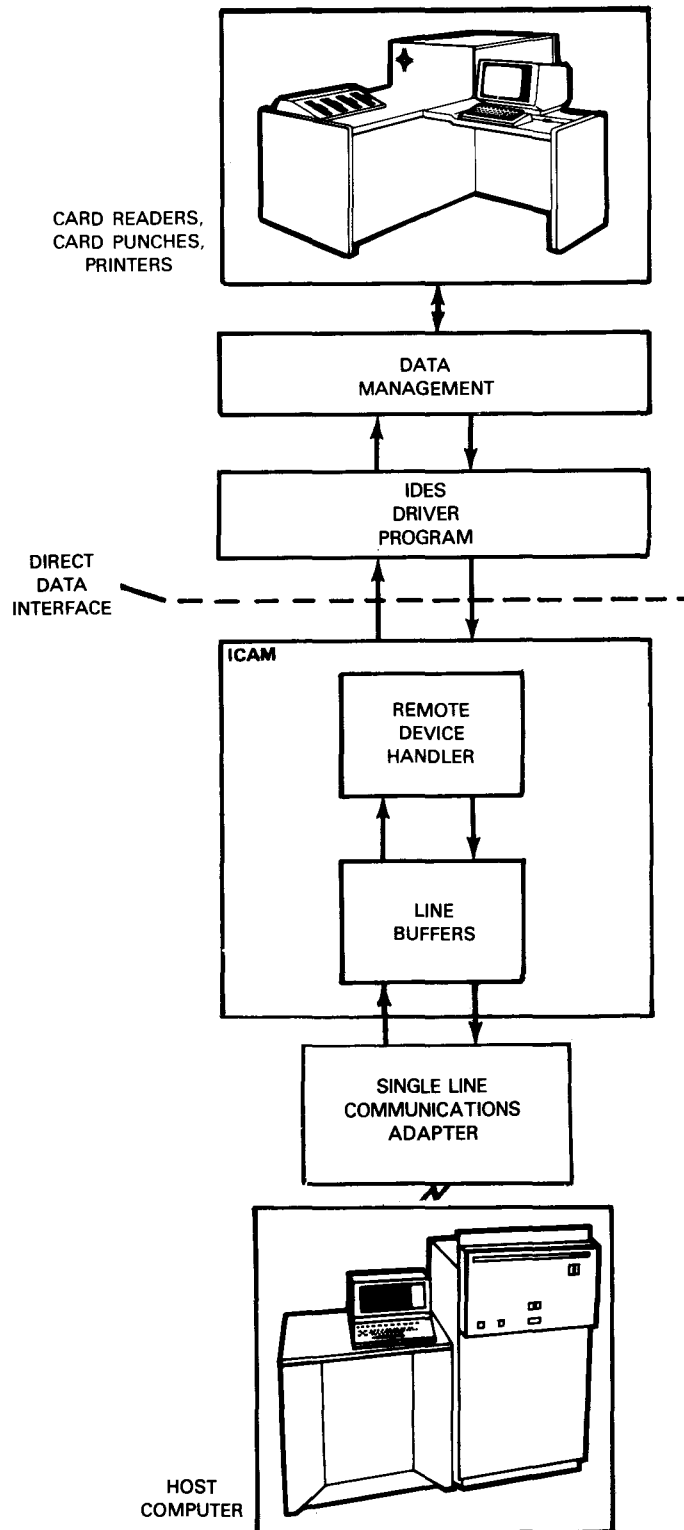 CARD READERS,
CARD PUNCHES,
PRINTERS
DATA
MANAGEMENT
IDES
DRIVER
PROGRAM
DIRECT
DATA
INTERFACE
ICAM
REMOTE
DEVICE
HANDLER
LINE
BUFFERS
SINGLE LINE
COMMUNICATIONS
ADAPTER
HOST
COMPUTER